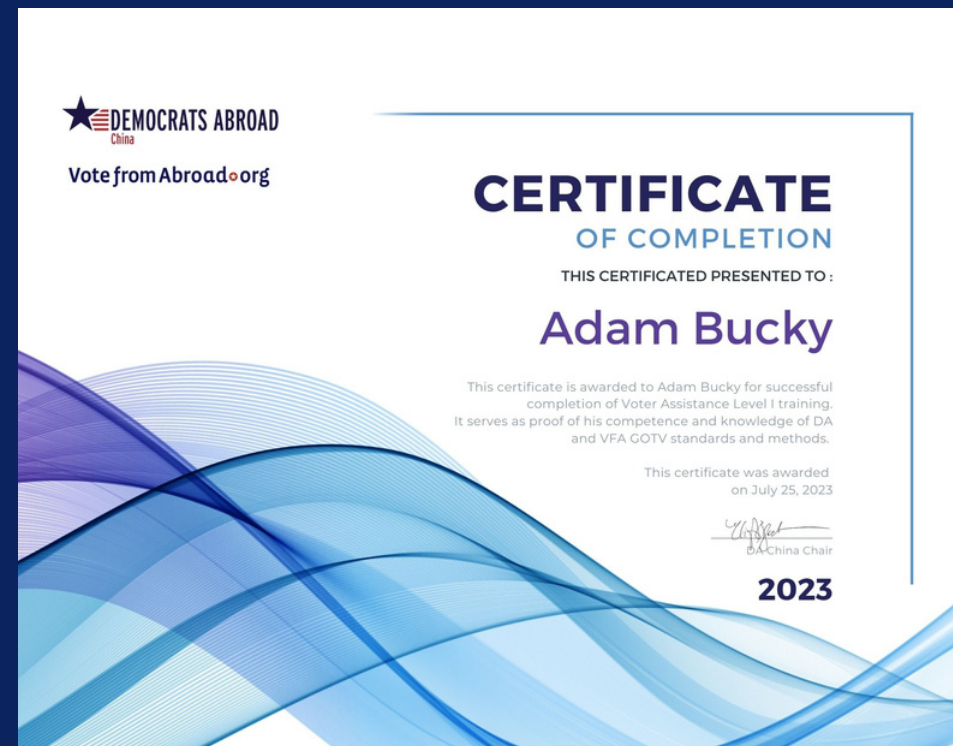 DEMOCRATS ABROAD
China
Vote from Abroad org
CERTIFICATE
OF COMPLETION
THIS CERTIFICATED PRESENTED TO :
Adam Bucky
This certificate is awarded to Adam Bucky for successful
completion of Voter Assistance Level I training.
It serves as proof of his competence and knowledge of DA
and VFA GOTV standards and methods.
This certificate was awarded
on July 25, 2023
DA China Chair
2023